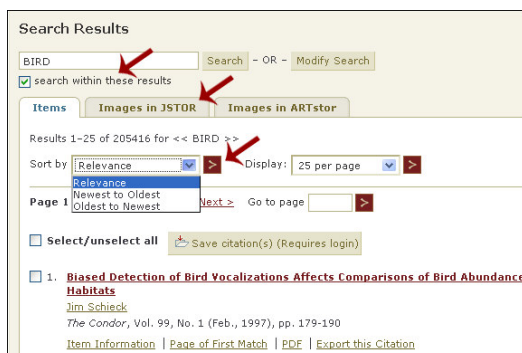 Search Results
BIRD Search - OR - Modify Search
search within these results
Items Images in JSTOR Images in ARTstor
Results 1-25 of 205416 for << BIRD >>
Sort by Relevance > Display: 25 per page >
Relevance
Newest to Oldest
Oldest to Newest
Page 1 Next > Go to page >
Select/unselect all Save citation(s) (Requires login)
1. Biased Detection of Bird Vocalizations Affects Comparisons of Bird Abundance
Habitats
Jim Schieck
The Condor, Vol. 99, No. 1 (Feb., 1997), pp. 179-190
Item Information | Page of First Match | PDF | Export this Citation